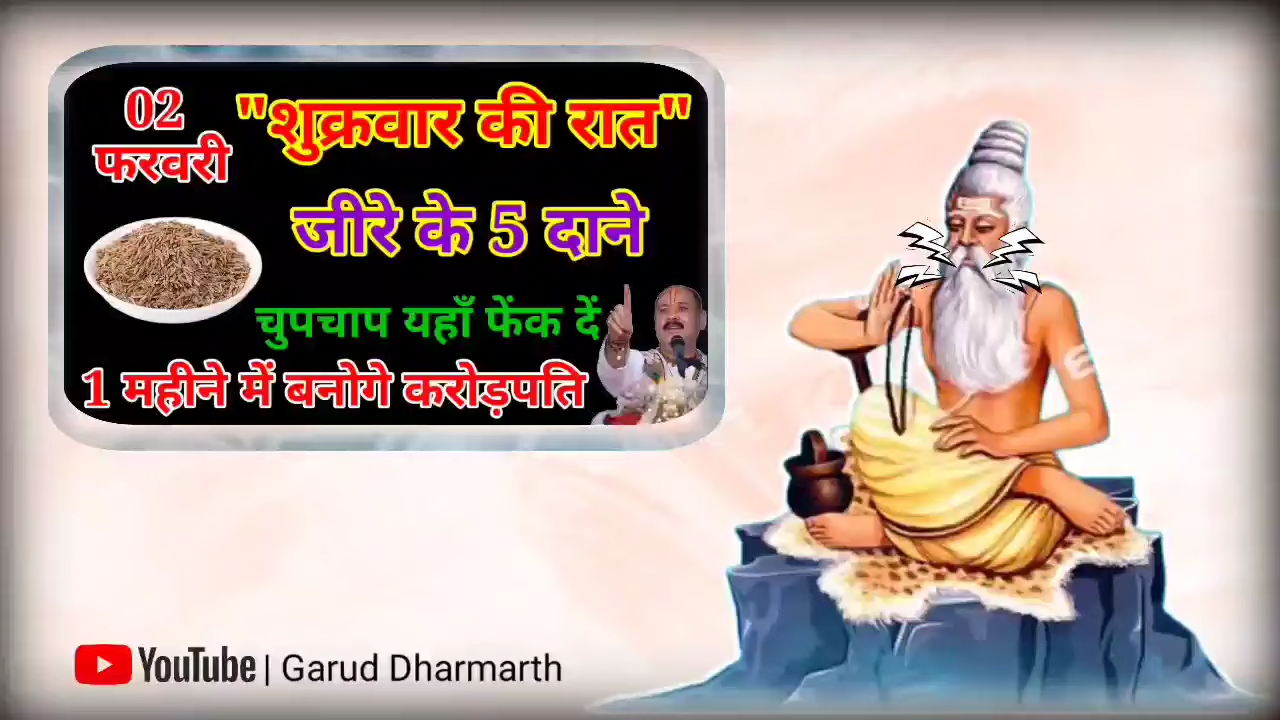 02
फरवरी
"शुक्रवार की रात"
जीरे के 5 दाने
चुपचाप यहाँ फेंक दें
1 महीने में बनोगे करोड़पति
YouTube | Garud Dharmarth